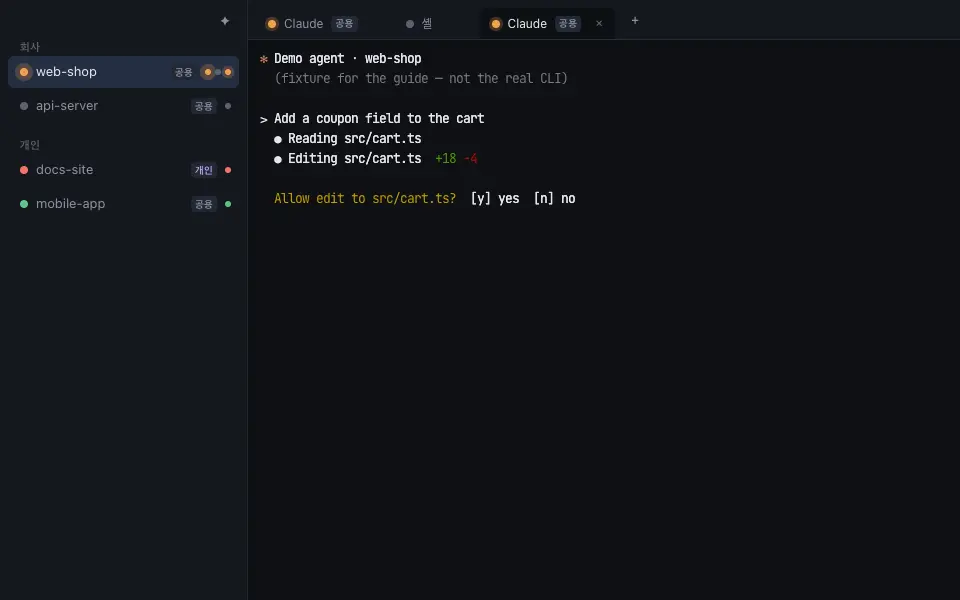 ✦
Claude 공용 셸 Claude 공용 × +
회사
web-shop 공용
api-server 공용
개인
docs-site 개인
mobile-app 공용
* Demo agent · web-shop
(fixture for the guide — not the real CLI)
> Add a coupon field to the cart
● Reading src/cart.ts
● Editing src/cart.ts +18 -4
Allow edit to src/cart.ts? [y] yes [n] no